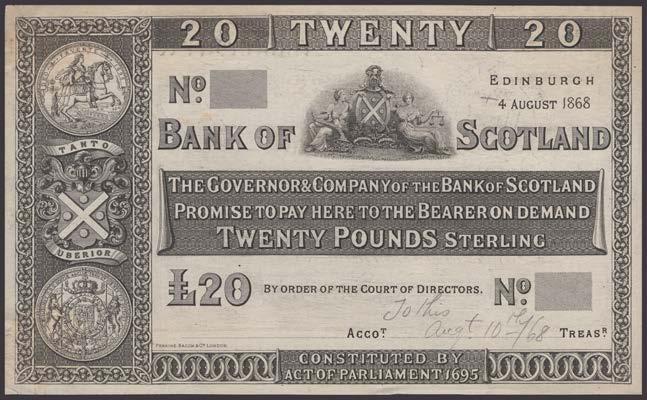 20 TWENTY 20
No.
EDINBURGH
4 AUGUST 1868
BANK OF SCOTLAND
TANTO
UBERIOR
THE GOVERNOR & COMPANY OF THE BANK OF SCOTLAND
PROMISE TO PAY HERE TO THE BEARER ON DEMAND
TWENTY POUNDS STERLING
£20 BY ORDER OF THE COURT OF DIRECTORS. No.
To this
Augt 10th/68
ACCOT. TREASR.
PERKINS, BACON & Co. LONDON.
CONSTITUTED BY
ACT OF PARLIAMENT 1695